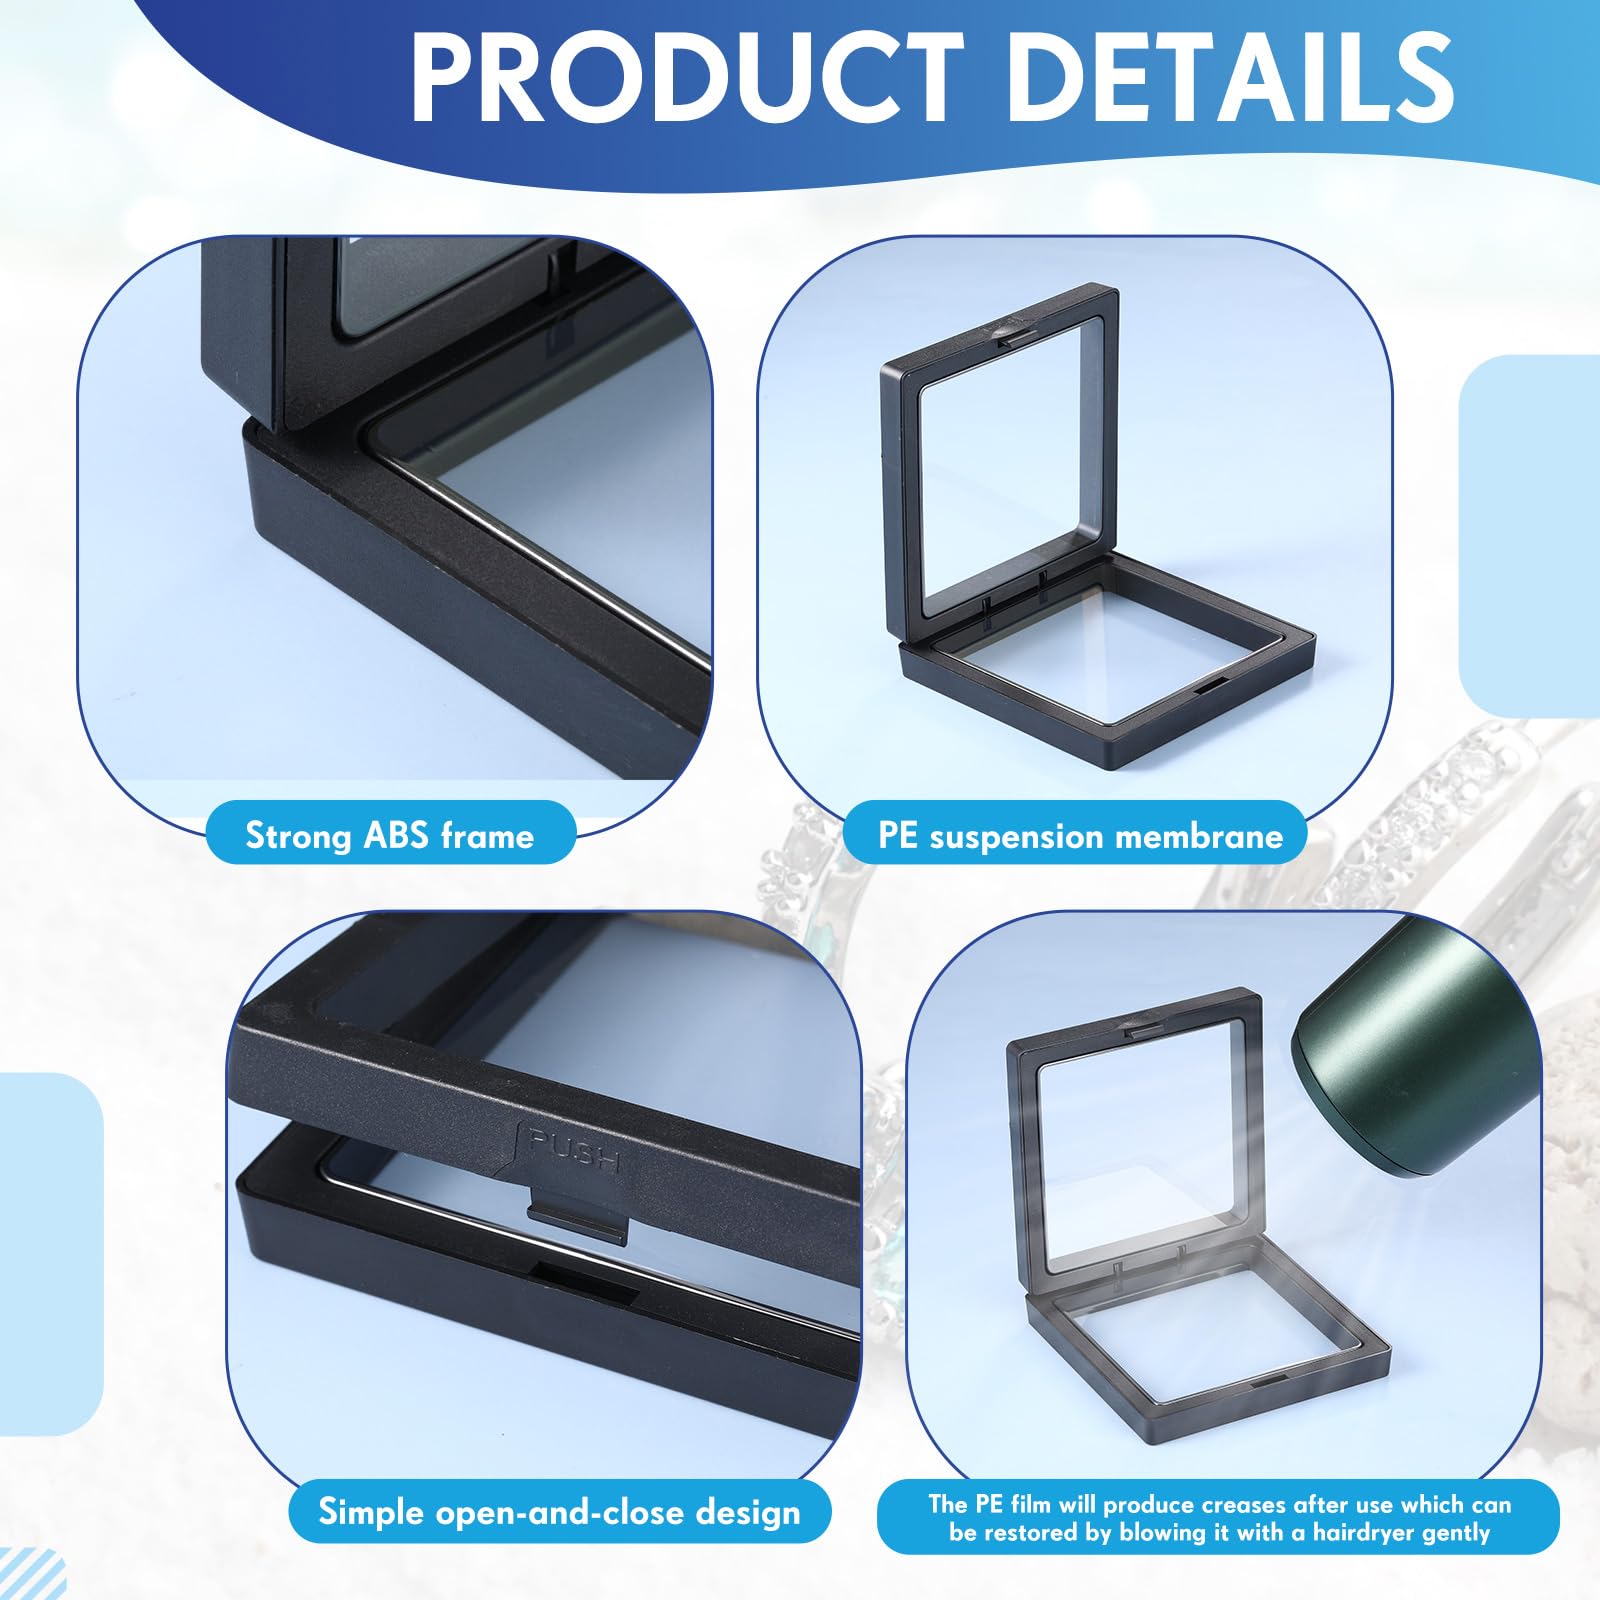 PRODUCT DETAILS
Strong ABS frame
PE suspension membrane
PUSH
Simple open-and-close design
The PE film will produce creases after use which can
be restored by blowing it with a hairdryer gently